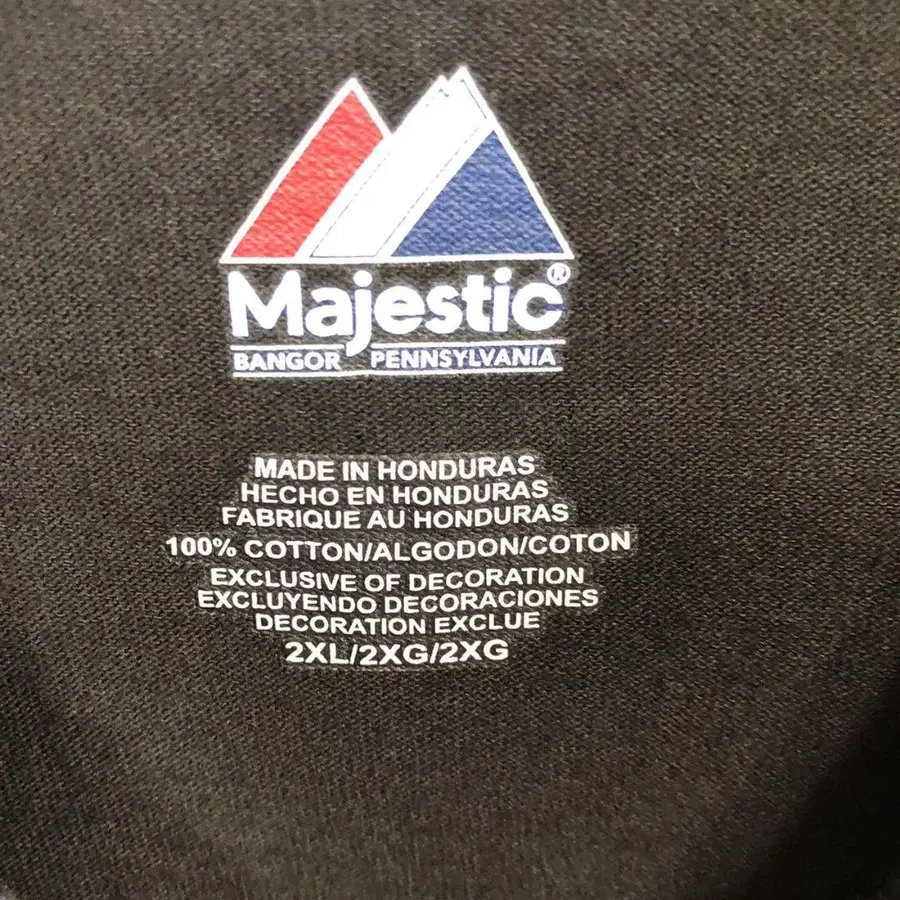 Majestic®
BANGOR PENNSYLVANIA
MADE IN HONDURAS
HECHO EN HONDURAS
FABRIQUE AU HONDURAS
100% COTTON/ALGODON/COTON
EXCLUSIVE OF DECORATION
EXCLUYENDO DECORACIONES
DECORATION EXCLUE
2XL/2XG/2XG